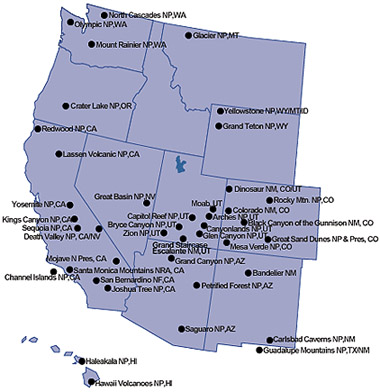 North Cascades NP,WA
Olympic NP,WA
Glacier NP,MT
Mount Rainier NP,WA
Crater Lake NP,OR
Yellowstone NP,WY/MT/ID
Grand Teton NP,WY
Redwood NP,CA
Lassen Volcanic NP,CA
Dinosaur NM, CO/UT
Rocky Mtn. NP, CO
Great Basin NP,NV
Moab, UT
Yosemite NP,CA
Colorado NM, CO
Capitol Reef NP,UT
Arches NP,UT
Kings Canyon NP,CA
Black Canyon of the Gunnison NM, CO
Bryce Canyon NP,UT
Canyonlands NP,UT
Sequoia NP,CA
Zion NP,UT
Glen Canyon NP,UT
Death Valley NP,CA/NV
Great Sand Dunes NP & Pres, CO
Grand Staircase
Escalante NM,UT
Mesa Verde NP,CO
Mojave N Pres, CA
Grand Canyon NP,AZ
Santa Monica Mountains NRA, CA
Channel Islands NP,CA
Bandelier NM
San Bernardino NF,CA
Joshua Tree NP,CA
Petrified Forest NP,AZ
Saguaro NP,AZ
Carlsbad Caverns NP,NM
Guadalupe Mountains NP,TX/NM
Haleakala NP,HI
Hawaii Volcanoes NP,HI